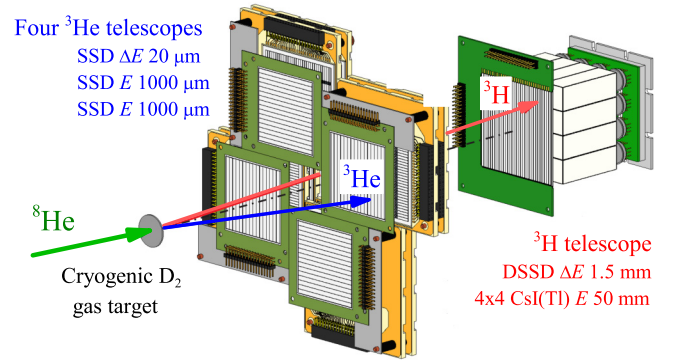 Four ³He telescopes
SSD ΔE 20 μm
SSD E 1000 μm
SSD E 1000 μm
³H
³He
⁸He
Cryogenic D₂
gas target
³H telescope
DSSD ΔE 1.5 mm
4x4 CsI(Tl) E 50 mm